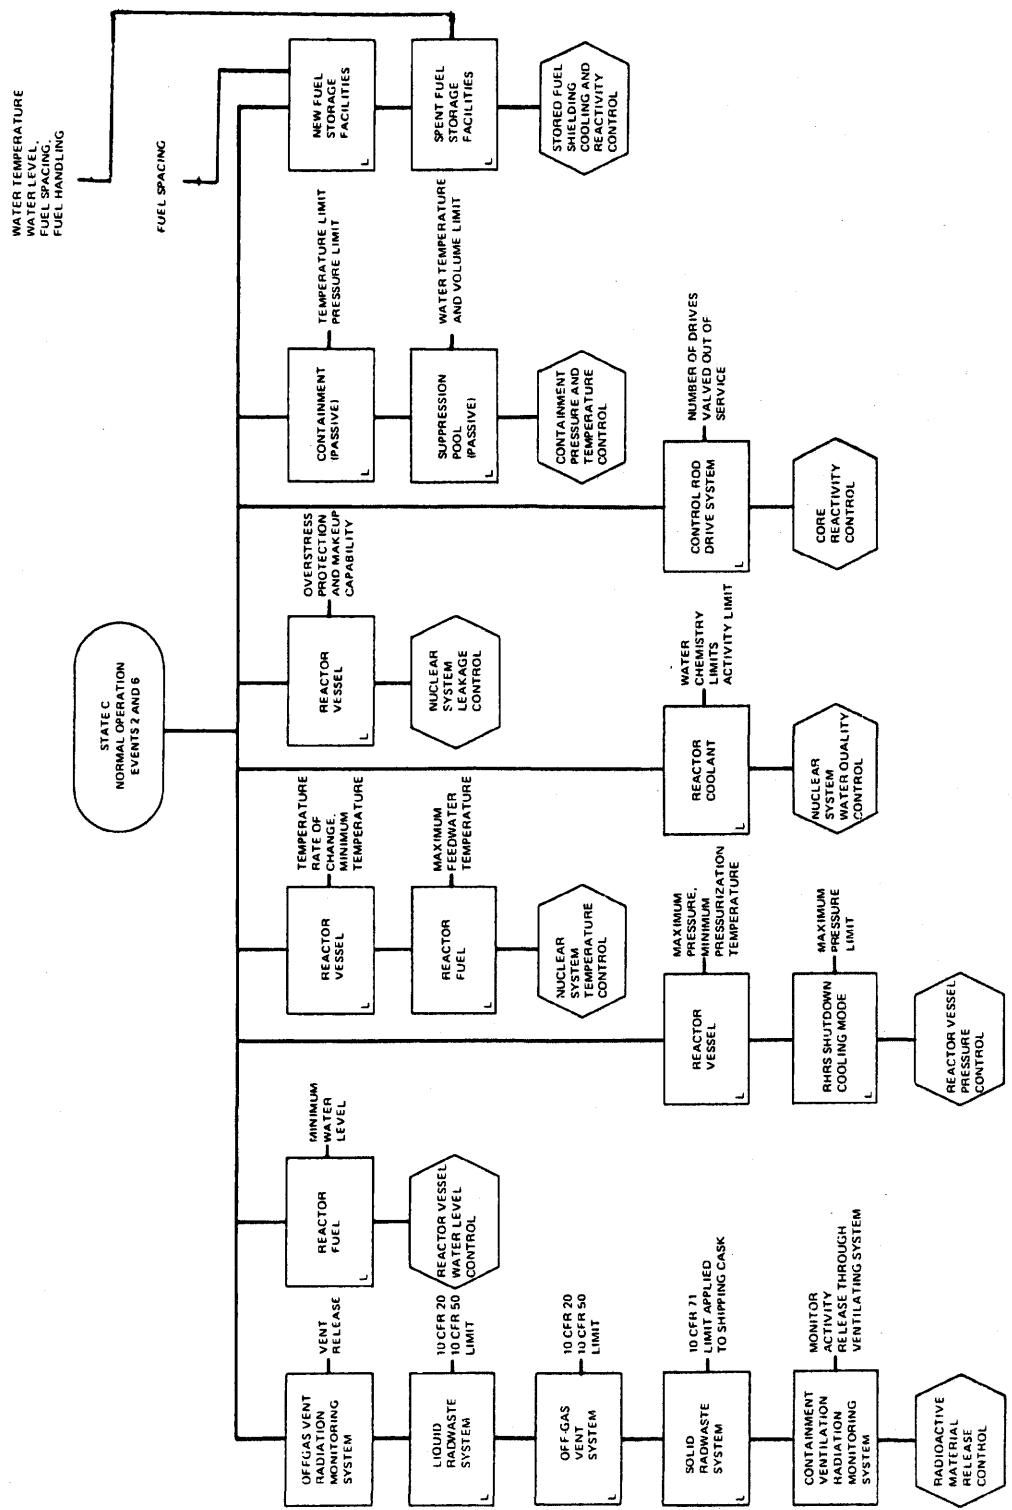 STATE C
NORMAL OPERATION
EVENTS 2 AND 6
OFFGAS VENT
RADIATION
MONITORING
SYSTEM
VENT
RELEASE
LIQUID
RADWASTE
SYSTEM
L
10 CFR 20
10 CFR 50
LIMIT
OFF-GAS
VENT
SYSTEM
L
10 CFR 20
10 CFR 50
LIMIT
SOLID
RADWASTE
SYSTEM
L
10 CFR 71
LIMIT APPLIED
TO SHIPPING CASK
CONTAINMENT
VENTILATION
RADIATION
MONITORING
SYSTEM
MONITOR
ACTIVITY
RELEASE THROUGH
VENTILATING SYSTEM
RADIOACTIVE
MATERIAL
RELEASE
CONTROL
REACTOR
FUEL
L
MINIMUM
WATER
LEVEL
REACTOR VESSEL
WATER LEVEL
CONTROL
REACTOR
VESSEL
L
MAXIMUM
PRESSURE,
MINIMUM
PRESSURIZATION
TEMPERATURE
RHRS SHUTDOWN
COOLING MODE
L
MAXIMUM
PRESSURE
LIMIT
REACTOR VESSEL
PRESSURE
CONTROL
REACTOR
VESSEL
L
TEMPERATURE
RATE OF
CHANGE,
MINIMUM
TEMPERATURE
REACTOR
FUEL
L
MAXIMUM
FEEDWATER
TEMPERATURE
NUCLEAR
SYSTEM
TEMPERATURE
CONTROL
REACTOR
COOLANT
L
WATER
CHEMISTRY
LIMITS
ACTIVITY LIMIT
NUCLEAR
SYSTEM
WATER QUALITY
CONTROL
REACTOR
VESSEL
L
OVERSTRESS
PROTECTION
AND MAKEUP
CAPABILITY
NUCLEAR
SYSTEM
LEAKAGE
CONTROL
CONTROL ROD
DRIVE SYSTEM
L
NUMBER OF DRIVES
VALVED OUT OF
SERVICE
CORE
REACTIVITY
CONTROL
CONTAINMENT
(PASSIVE)
L
TEMPERATURE LIMIT
PRESSURE LIMIT
SUPPRESSION
POOL
(PASSIVE)
L
WATER TEMPERATURE
AND VOLUME LIMIT
CONTAINMENT
PRESSURE AND
TEMPERATURE
CONTROL
WATER TEMPERATURE
WATER LEVEL,
FUEL SPACING,
FUEL HANDLING
FUEL SPACING
NEW FUEL
STORAGE
FACILITIES
L
SPENT FUEL
STORAGE
FACILITIES
L
STORED FUEL
SHIELDING
COOLING AND
REACTIVITY
CONTROL